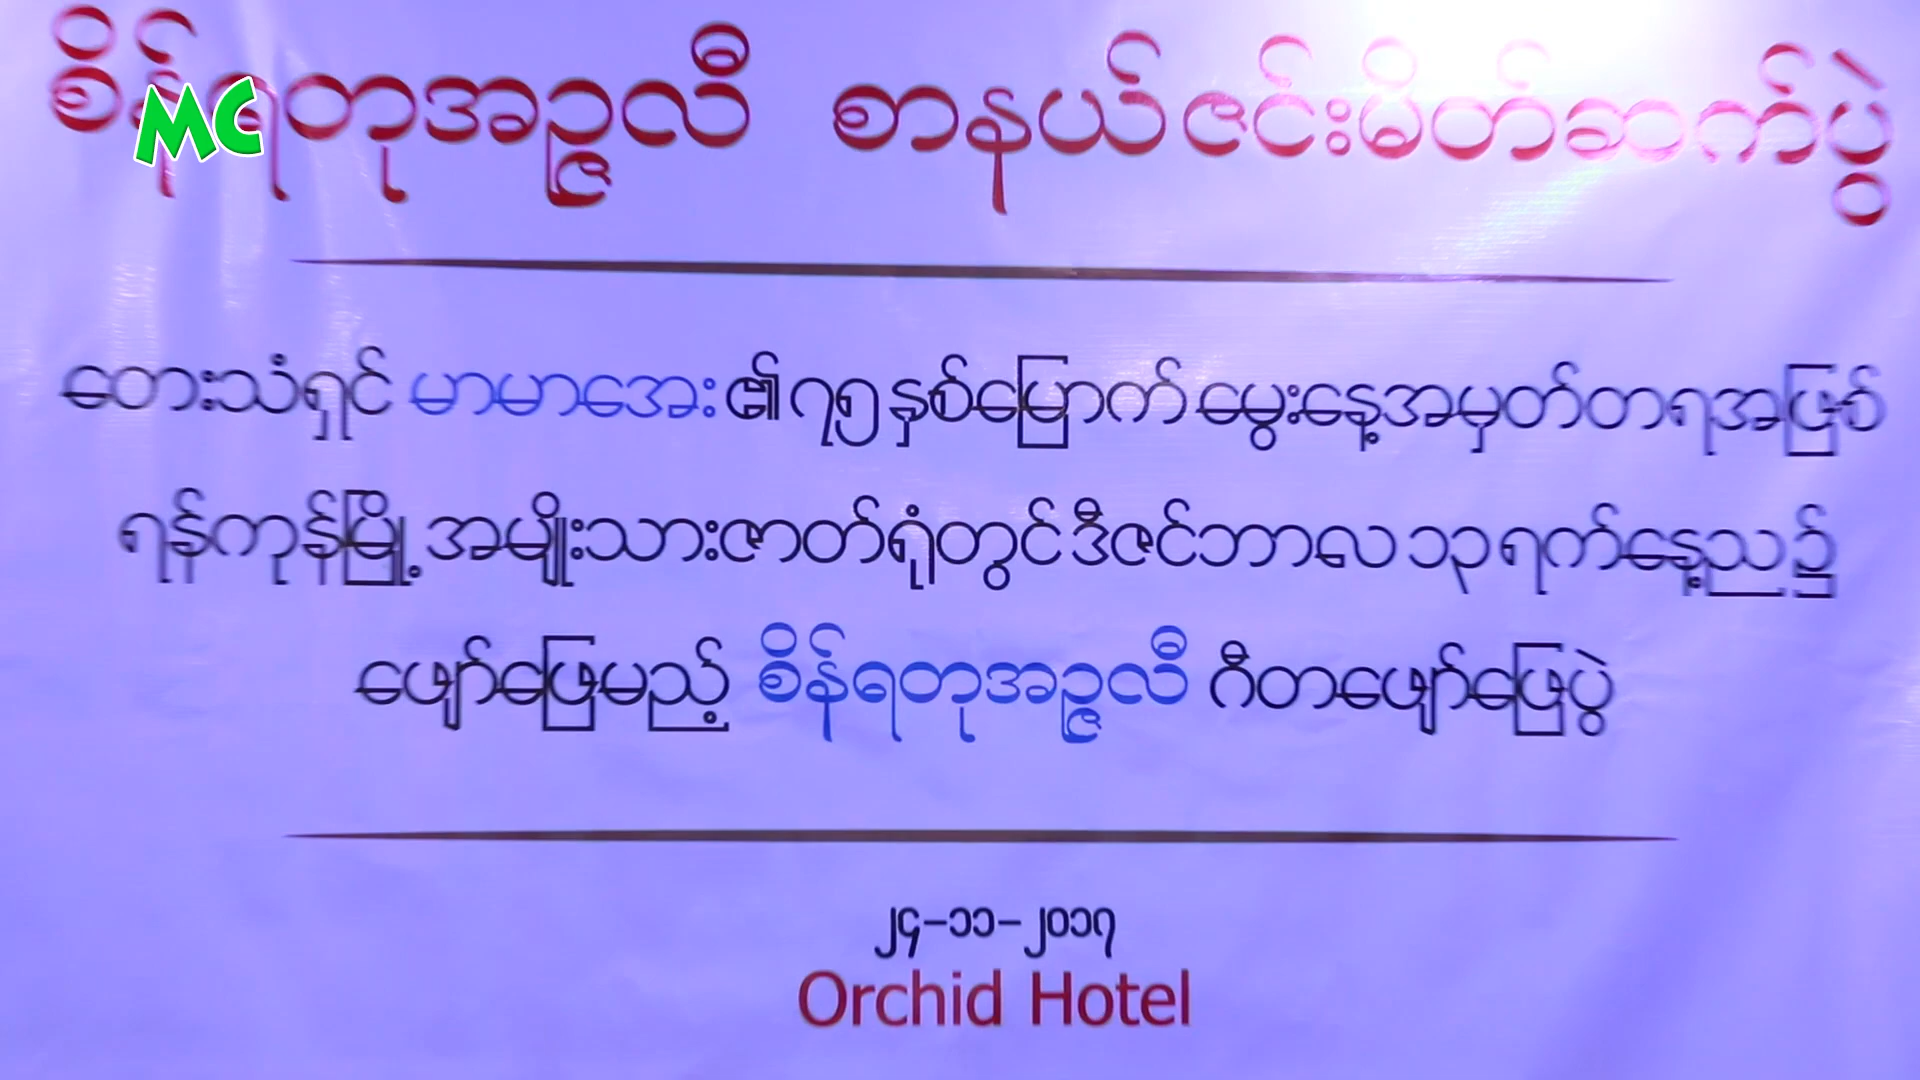 စိန်ရတုအဥ္ဇလီ စာနယ်ဇင်းမိတ်ဆက်ပွဲ
MC
တေးသံရှင် မာမာအေး ၏ ၇၅ နှစ်မြောက် မွေးနေ့အမှတ်တရအဖြစ်
ရန်ကုန်မြို့ အမျိုးသားဇာတ်ရုံတွင် ဒီဇင်ဘာလ ၁၃ ရက်နေ့ည၌
ဖျော်ဖြေမည့် စိန်ရတုအဥ္ဇလီ ဂီတဖျော်ဖြေပွဲ
၂၄-၁၁-၂၀၁၇
Orchid Hotel